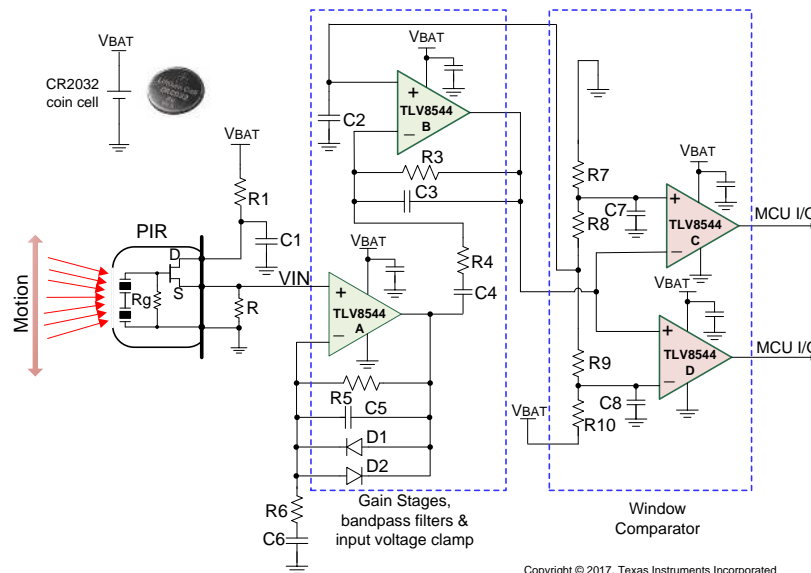 VBAT
CR2032
coin cell
VBAT
R1
C1
PIR
D
S
Rg
Motion
VIN
R
VBAT
C2
+
−
TLV8544
B
R3
C3
R4
C4
VBAT
+
−
TLV8544
A
R5
C5
D1
D2
R6
C6
Gain Stages,
bandpass filters &
input voltage clamp
R7
R8
C7
VBAT
+
−
TLV8544
C
MCU I/O
VBAT
+
−
TLV8544
D
MCU I/O
R9
C8
R10
VBAT
Window
Comparator
Copyright © 2017, Texas Instruments Incorporated